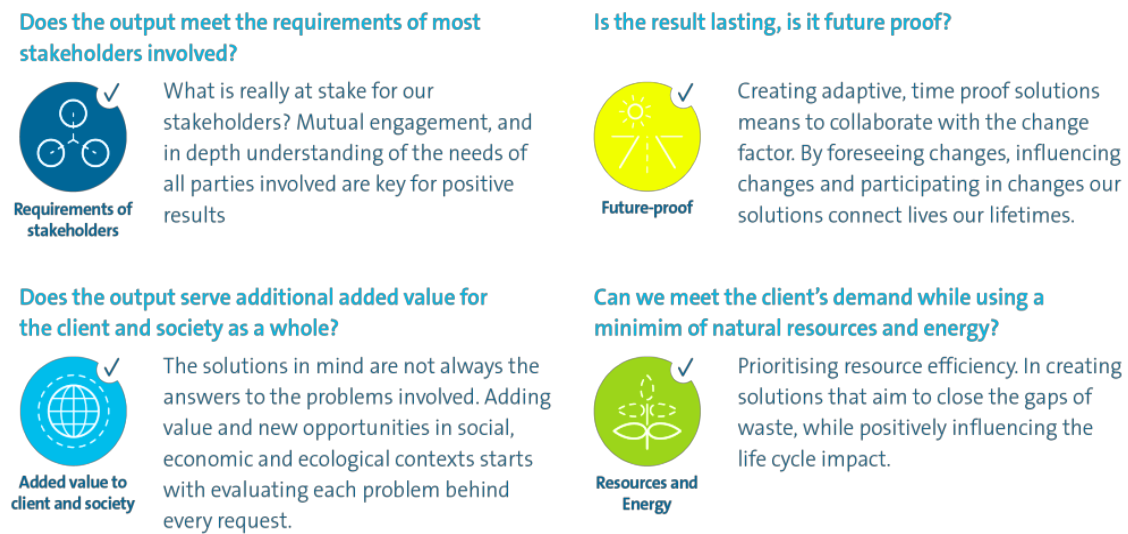 Does the output meet the requirements of most
stakeholders involved?
What is really at stake for our
stakeholders? Mutual engagement, and
in depth understanding of the needs of
all parties involved are key for positive
results
Requirements of
stakeholders
Is the result lasting, is it future proof?
Creating adaptive, time proof solutions
means to collaborate with the change
factor. By foreseeing changes, influencing
changes and participating in changes our
solutions connect lives our lifetimes.
Future-proof
Does the output serve additional added value for
the client and society as a whole?
The solutions in mind are not always the
answers to the problems involved. Adding
value and new opportunities in social,
economic and ecological contexts starts
with evaluating each problem behind
every request.
Added value to
client and society
Can we meet the client's demand while using a
minimim of natural resources and energy?
Prioritising resource efficiency. In creating
solutions that aim to close the gaps of
waste, while positively influencing the
life cycle impact.
Resources and
Energy